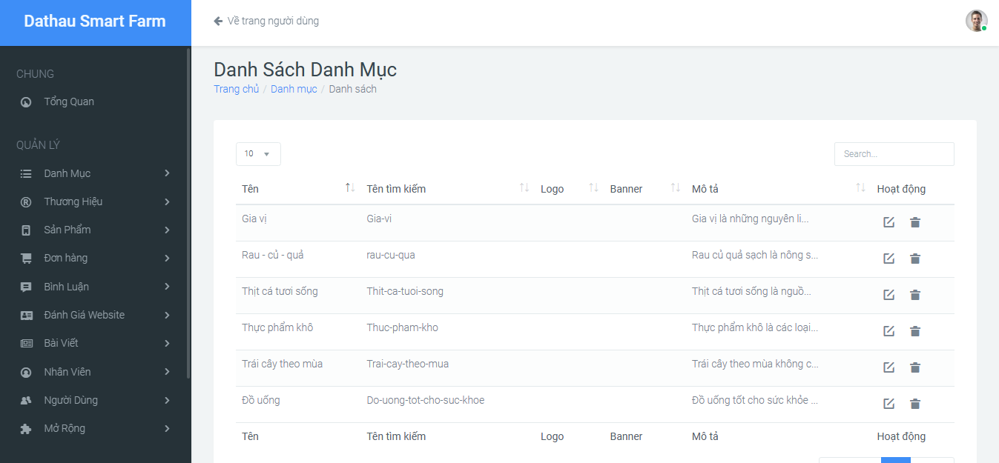 Dathau Smart Farm
Về trang người dùng
CHUNG
Tổng Quan
QUẢN LÝ
Danh Mục
Thương Hiệu
Sản Phẩm
Đơn hàng
Bình Luận
Đánh Giá Website
Bài Viết
Nhân Viên
Người Dùng
Mở Rộng
Danh Sách Danh Mục
Trang chủ / Danh mục / Danh sách
10 Search...
Tên Tên tìm kiếm Logo Banner Mô tả Hoạt động
Gia vị Gia-vi Gia vị là những nguyên li...
Rau - củ - quả rau-cu-qua Rau củ quả sạch là nông s...
Thịt cá tươi sống Thit-ca-tuoi-song Thịt cá tươi sống là nguồ...
Thực phẩm khô Thuc-pham-kho Thực phẩm khô là các loại...
Trái cây theo mùa Trai-cay-theo-mua Trái cây theo mùa không c...
Đồ uống Do-uong-tot-cho-suc-khoe Đồ uống tốt cho sức khỏe ...
Tên Tên tìm kiếm Logo Banner Mô tả Hoạt động